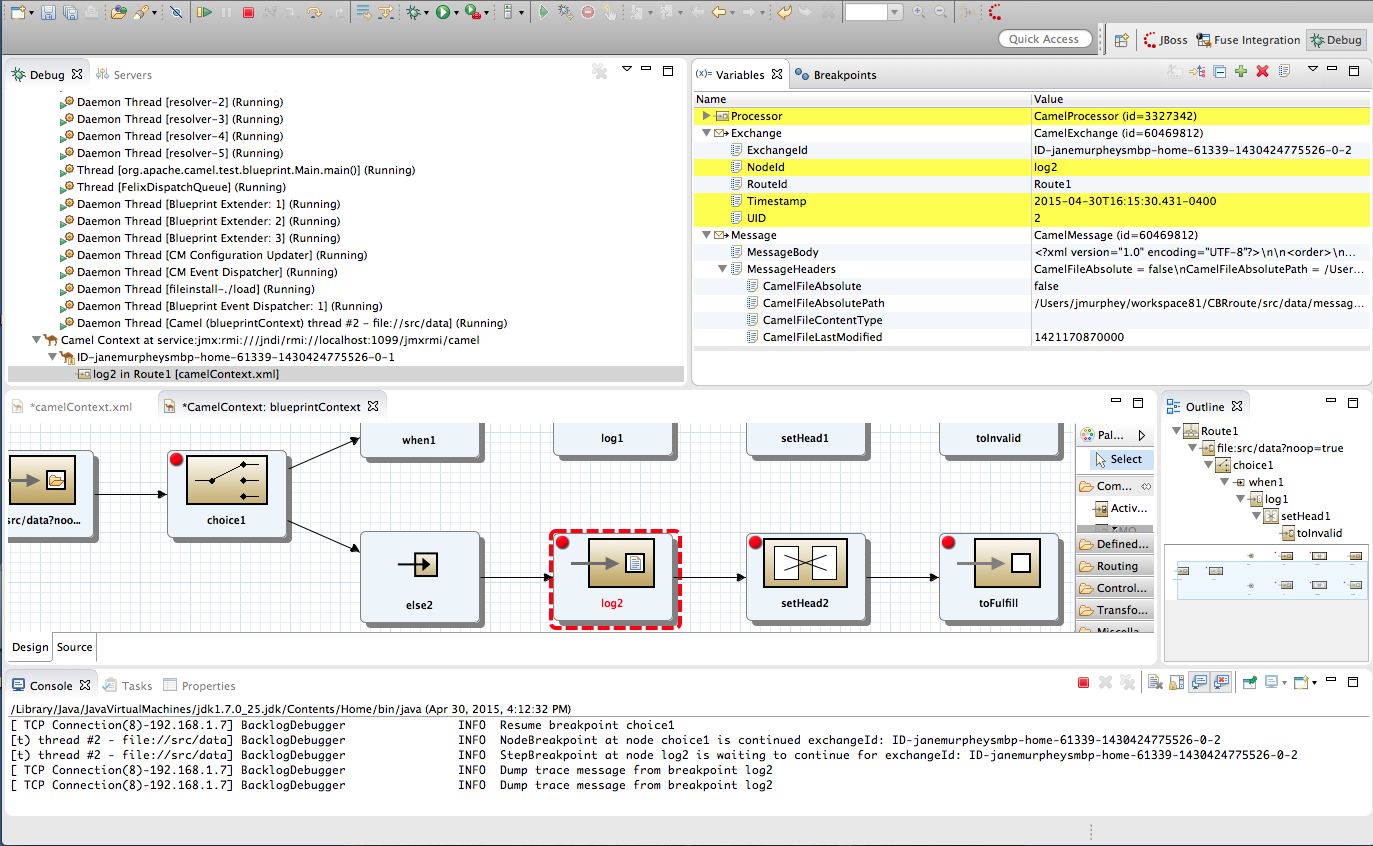 Quick Access
JBoss
Fuse Integration
Debug
Debug
Servers
Daemon Thread [resolver-2] (Running)
Daemon Thread [resolver-3] (Running)
Daemon Thread [resolver-4] (Running)
Daemon Thread [resolver-5] (Running)
Thread [org.apache.camel.test.blueprint.Main.main()] (Running)
Thread [FelixDispatchQueue] (Running)
Daemon Thread [Blueprint Extender: 1] (Running)
Daemon Thread [Blueprint Extender: 2] (Running)
Daemon Thread [Blueprint Extender: 3] (Running)
Daemon Thread [CM Configuration Updater] (Running)
Daemon Thread [CM Event Dispatcher] (Running)
Daemon Thread [fileinstall-./load] (Running)
Daemon Thread [Blueprint Event Dispatcher: 1] (Running)
Daemon Thread [Camel (blueprintContext) thread #2 - file://src/data] (Running)
Camel Context at service:jmx:rmi:///jndi/rmi://localhost:1099/jmxrmi/camel
ID-janemurpheysmbp-home-61339-1430424775526-0-1
log2 in Route1 [camelContext.xml]
(x)= Variables
Breakpoints
Name Value
Processor CamelProcessor (id=3327342)
Exchange CamelExchange (id=60469812)
ExchangeId ID-janemurpheysmbp-home-61339-1430424775526-0-2
NodeId log2
RouteId Route1
Timestamp 2015-04-30T16:15:30.431-0400
UID 2
Message CamelMessage (id=60469812)
MessageBody <?xml version="1.0" encoding="UTF-8"?>\n\n<order>\n...
MessageHeaders CamelFileAbsolute = false\nCamelFileAbsolutePath = /User...
CamelFileAbsolute false
CamelFileAbsolutePath /Users/jmurphey/workspace81/CBRroute/src/data/messag...
CamelFileContentType
CamelFileLastModified 1421170870000
*camelContext.xml
*CamelContext: blueprintContext
when1
log1
setHead1
toInvalid
src/data?noo...
choice1
else2
log2
setHead2
toFulfill
Pal...
Select
Com...
Activ...
Defined...
Routing
Control...
Transfo...
Design
Source
Outline
Route1
file:src/data?noop=true
choice1
when1
log1
setHead1
toInvalid
Console
Tasks
Properties
/Library/Java/JavaVirtualMachines/jdk1.7.0_25.jdk/Contents/Home/bin/java (Apr 30, 2015, 4:12:32 PM)
[ TCP Connection(8)-192.168.1.7] BacklogDebugger INFO Resume breakpoint choice1
[t) thread #2 - file://src/data] BacklogDebugger INFO NodeBreakpoint at node choice1 is continued exchangeId: ID-janemurpheysmbp-home-61339-1430424775526-0-2
[t) thread #2 - file://src/data] BacklogDebugger INFO StepBreakpoint at node log2 is waiting to continue for exchangeId: ID-janemurpheysmbp-home-61339-1430424775526-0-2
[ TCP Connection(8)-192.168.1.7] BacklogDebugger INFO Dump trace message from breakpoint log2
[ TCP Connection(8)-192.168.1.7] BacklogDebugger INFO Dump trace message from breakpoint log2